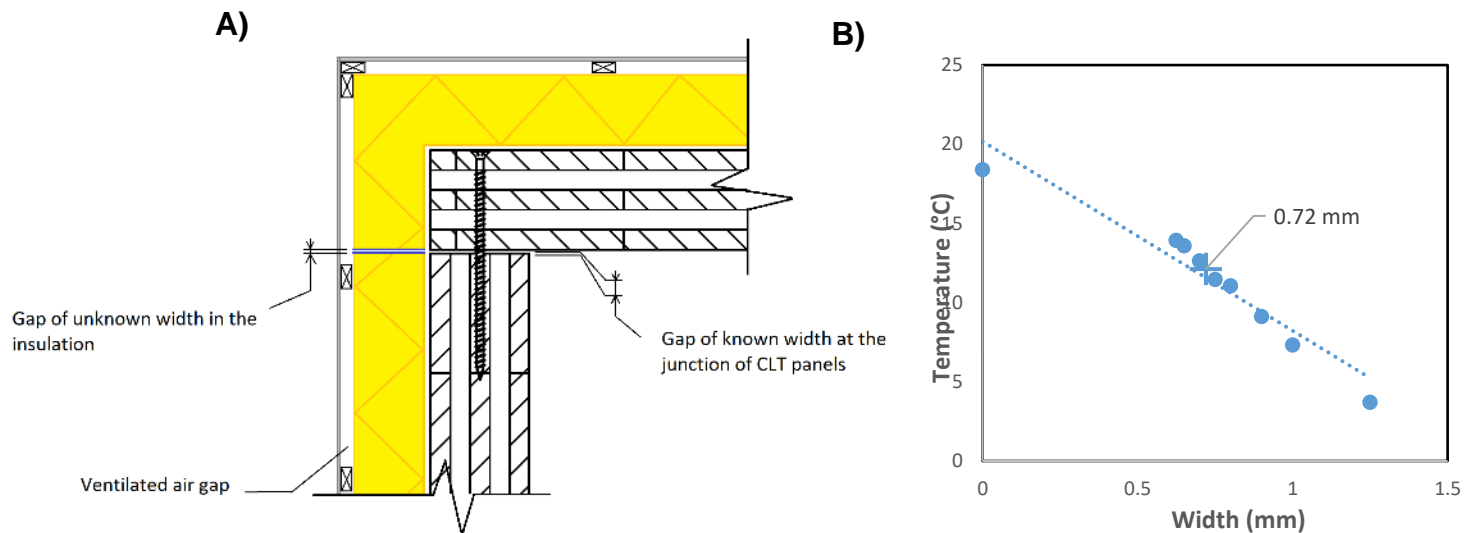 A)
Gap of unknown width in the
insulation
Ventilated air gap
Gap of known width at the
junction of CLT panels
B)
Temperature (°C)
25
20
15
10
5
0
0.72 mm
0
0.5
1
1.5
Width (mm)